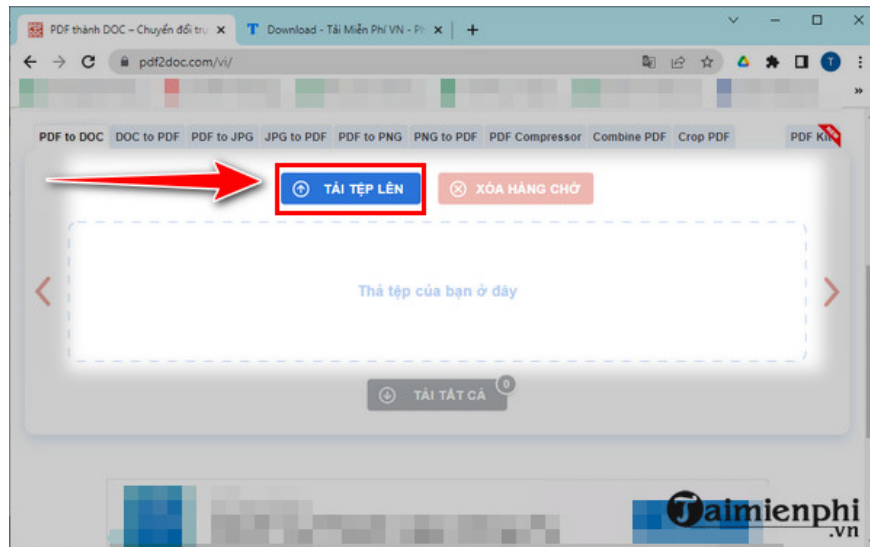 PDF thành DOC – Chuyển đổi trự
Download - Tải Miễn Phí VN - Ph
pdf2doc.com/vi/
T
PDF to DOC DOC to PDF PDF to JPG JPG to PDF PDF to PNG PNG to PDF PDF Compressor Combine PDF Crop PDF PDF Kit
TẢI TỆP LÊN XÓA HÀNG CHỜ
Thả tệp của bạn ở đây
TẢI TẤT CẢ 0
Taimienphi
.vn